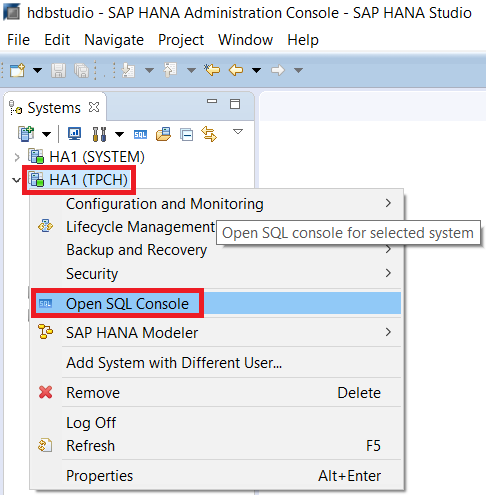 hdbstudio - SAP HANA Administration Console - SAP HANA Studio
File Edit Navigate Project Window Help
Systems
SQL
HA1 (SYSTEM)
HA1 (TPCH)
Configuration and Monitoring
Lifecycle Management
Open SQL console for selected system
Backup and Recovery
Security
SQL Open SQL Console
SAP HANA Modeler
Add System with Different User...
Remove Delete
Log Off
Refresh F5
Properties Alt+Enter